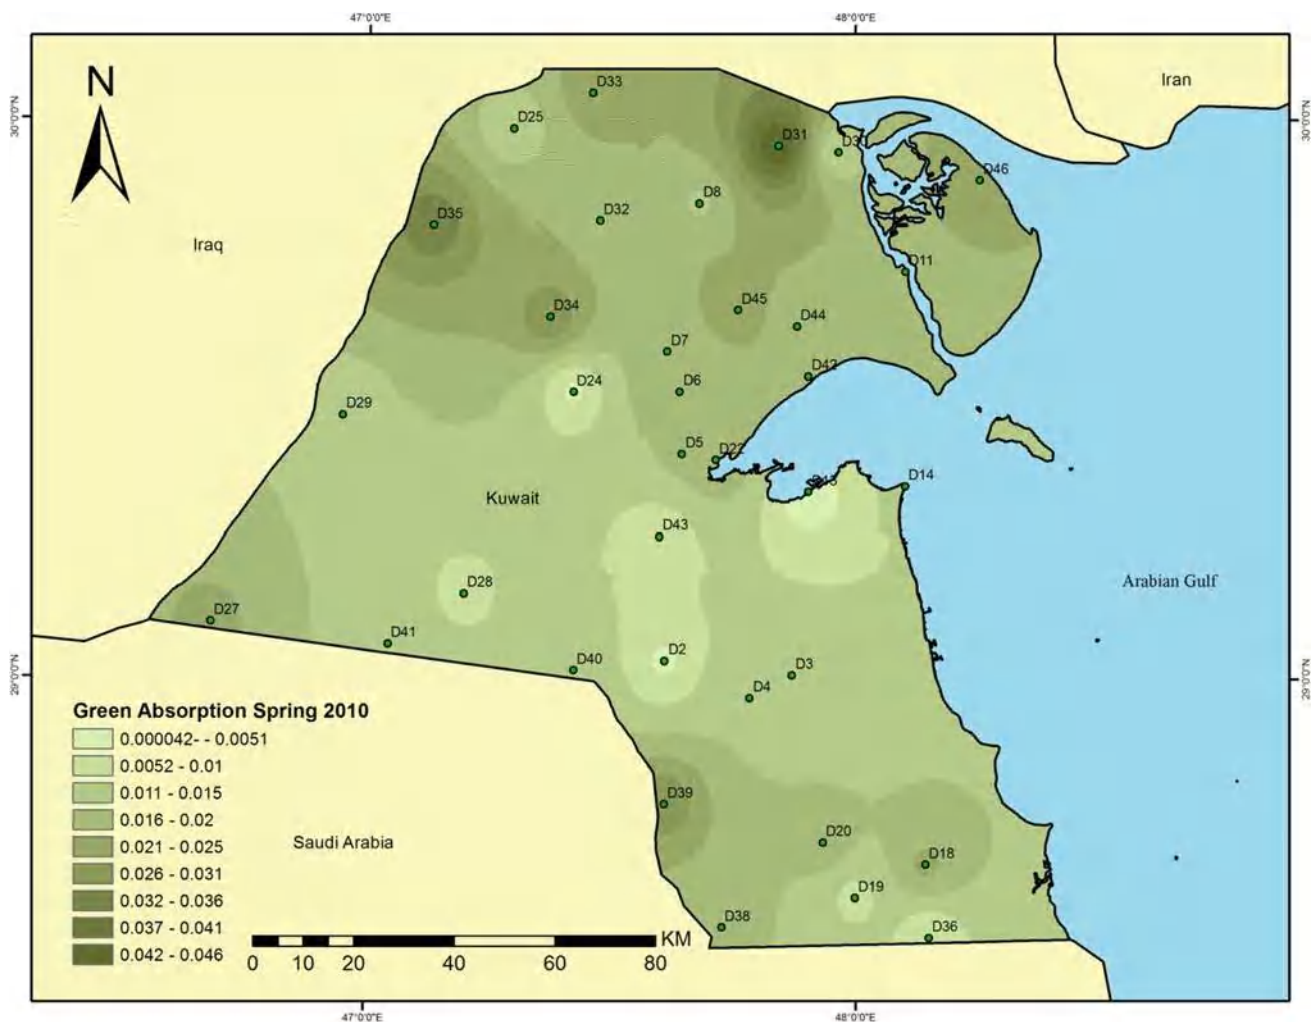 47°0'0"E
48°0'0"E
N
Iran
D33
D25
30°0'0"N
30°0'0"N
D31
D30
D46
D8
D35
D32
Iraq
D11
D34
D45
D44
D7
D42
D24
D6
D29
D5
D22
D14
Kuwait
D43
Arabian Gulf
D28
D27
D41
D40
D2
D3
29°0'0"N
D4
Green Absorption Spring 2010
0.000042- - 0.0051
0.0052 - 0.01
0.011 - 0.015
0.016 - 0.02
0.021 - 0.025
0.026 - 0.031
0.032 - 0.036
0.037 - 0.041
0.042 - 0.046
D39
Saudi Arabia
D20
D18
D19
D38
D36
KM
0 10 20 40 60 80
47°0'0"E
48°0'0"E